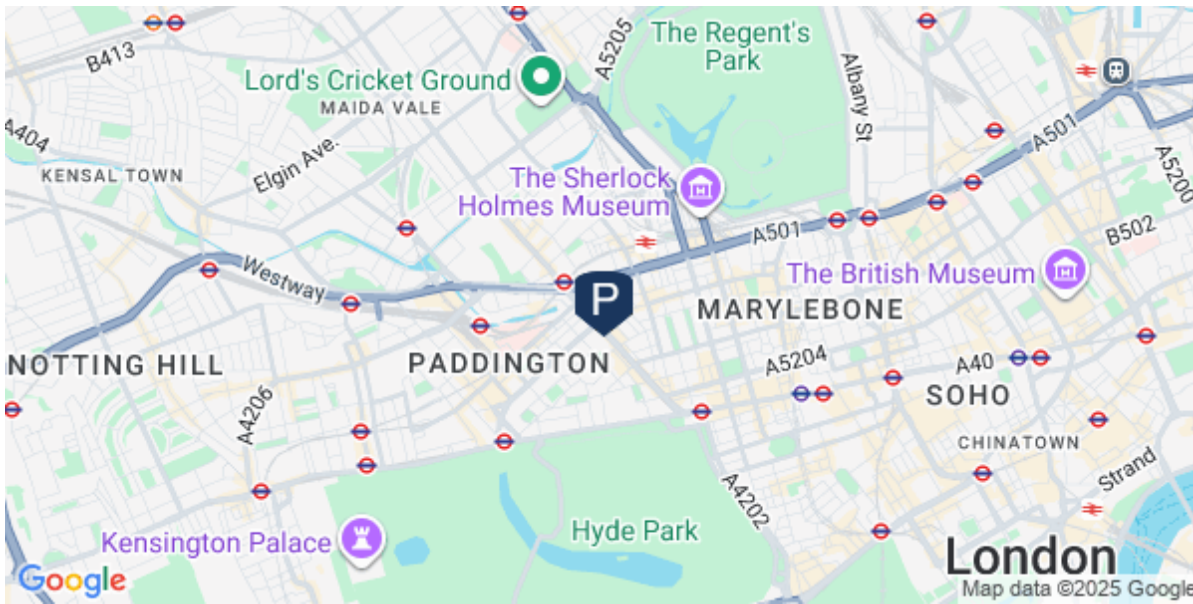 B413
A5205
The Regent's
Park
Lord's Cricket Ground
MAIDA VALE
Albany St
A404
A501
KENSAL TOWN
Elgin Ave.
A5200
The Sherlock
Holmes Museum
A501
B502
Westway
The British Museum
P
MARYLEBONE
NOTTING HILL
PADDINGTON
A5204
A40
A4206
SOHO
CHINATOWN
Strand
A4202
Kensington Palace
Hyde Park
London
Google
Map data ©2025 Google